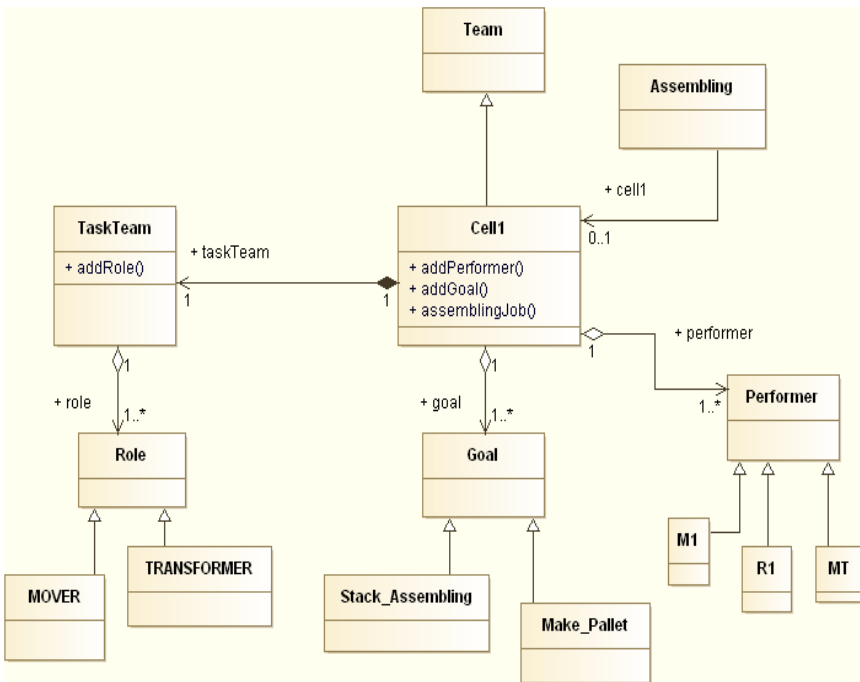 Team
Assembling
+ cell1
0..1
TaskTeam
+ addRole()
+ taskTeam
1
1
Cell1
+ addPerformer()
+ addGoal()
+ assemblingJob()
1
+ role
1..*
1
+ goal
1..*
1
+ performer
1..*
Performer
Role
Goal
M1
R1
MT
MOVER
TRANSFORMER
Stack_Assembling
Make_Pallet